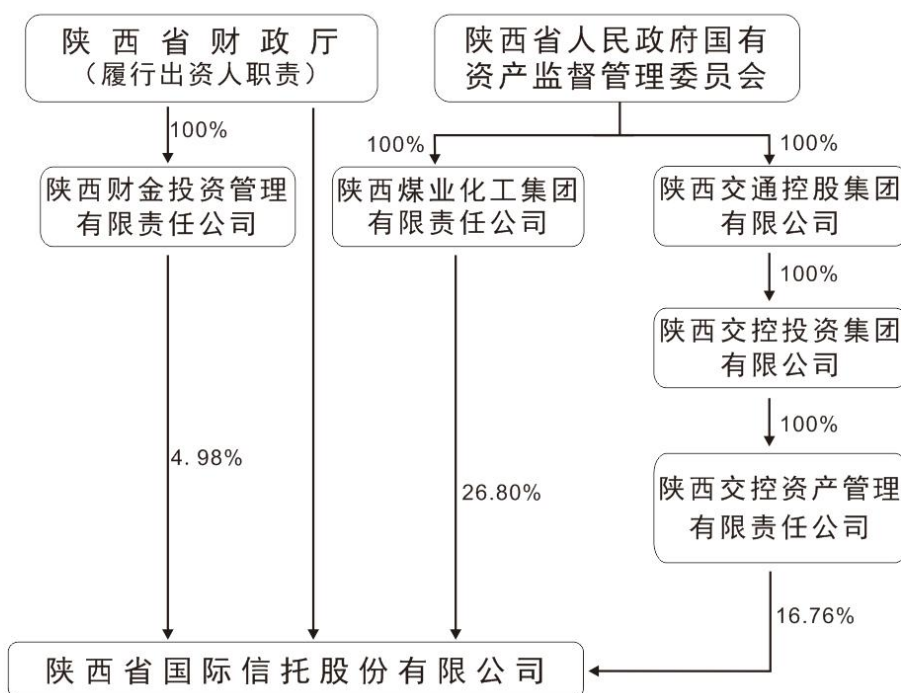 陕西省财政厅
（履行出资人职责）
陕西省人民政府国有
资产监督管理委员会
100%
100%
100%
陕西财金投资管理
有限责任公司
陕西煤业化工集团
有限责任公司
陕西交通控股集团
有限公司
100%
陕西交控投资集团
有限公司
100%
4.98%
26.80%
陕西交控资产管理
有限责任公司
16.76%
陕西省国际信托股份有限公司